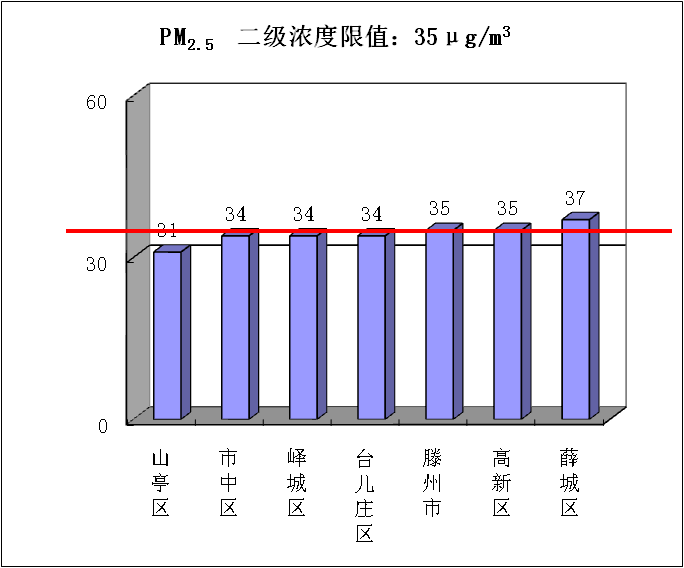 PM2.5 二级浓度限值：35μg/m³
60
30
0
31
34
34
34
35
35
37
山亭区
市中区
峄城区
台儿庄区
滕州市
高新区
薛城区